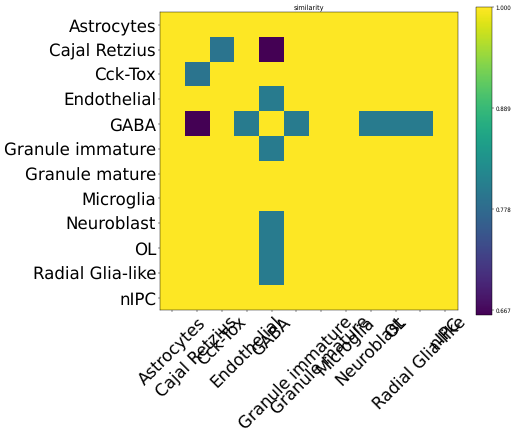 similarity
Astrocytes
Cajal Retzius
Cck-Tox
Endothelial
GABA
Granule immature
Granule mature
Microglia
Neuroblast
OL
Radial Glia-like
nIPC
1.000
0.889
0.778
0.667
Astrocytes
Cajal Retzius
Cck-Tox
Endothelial
GABA
Granule immature
Granule mature
Microglia
Neuroblast
OL
Radial Glia-like
nIPC